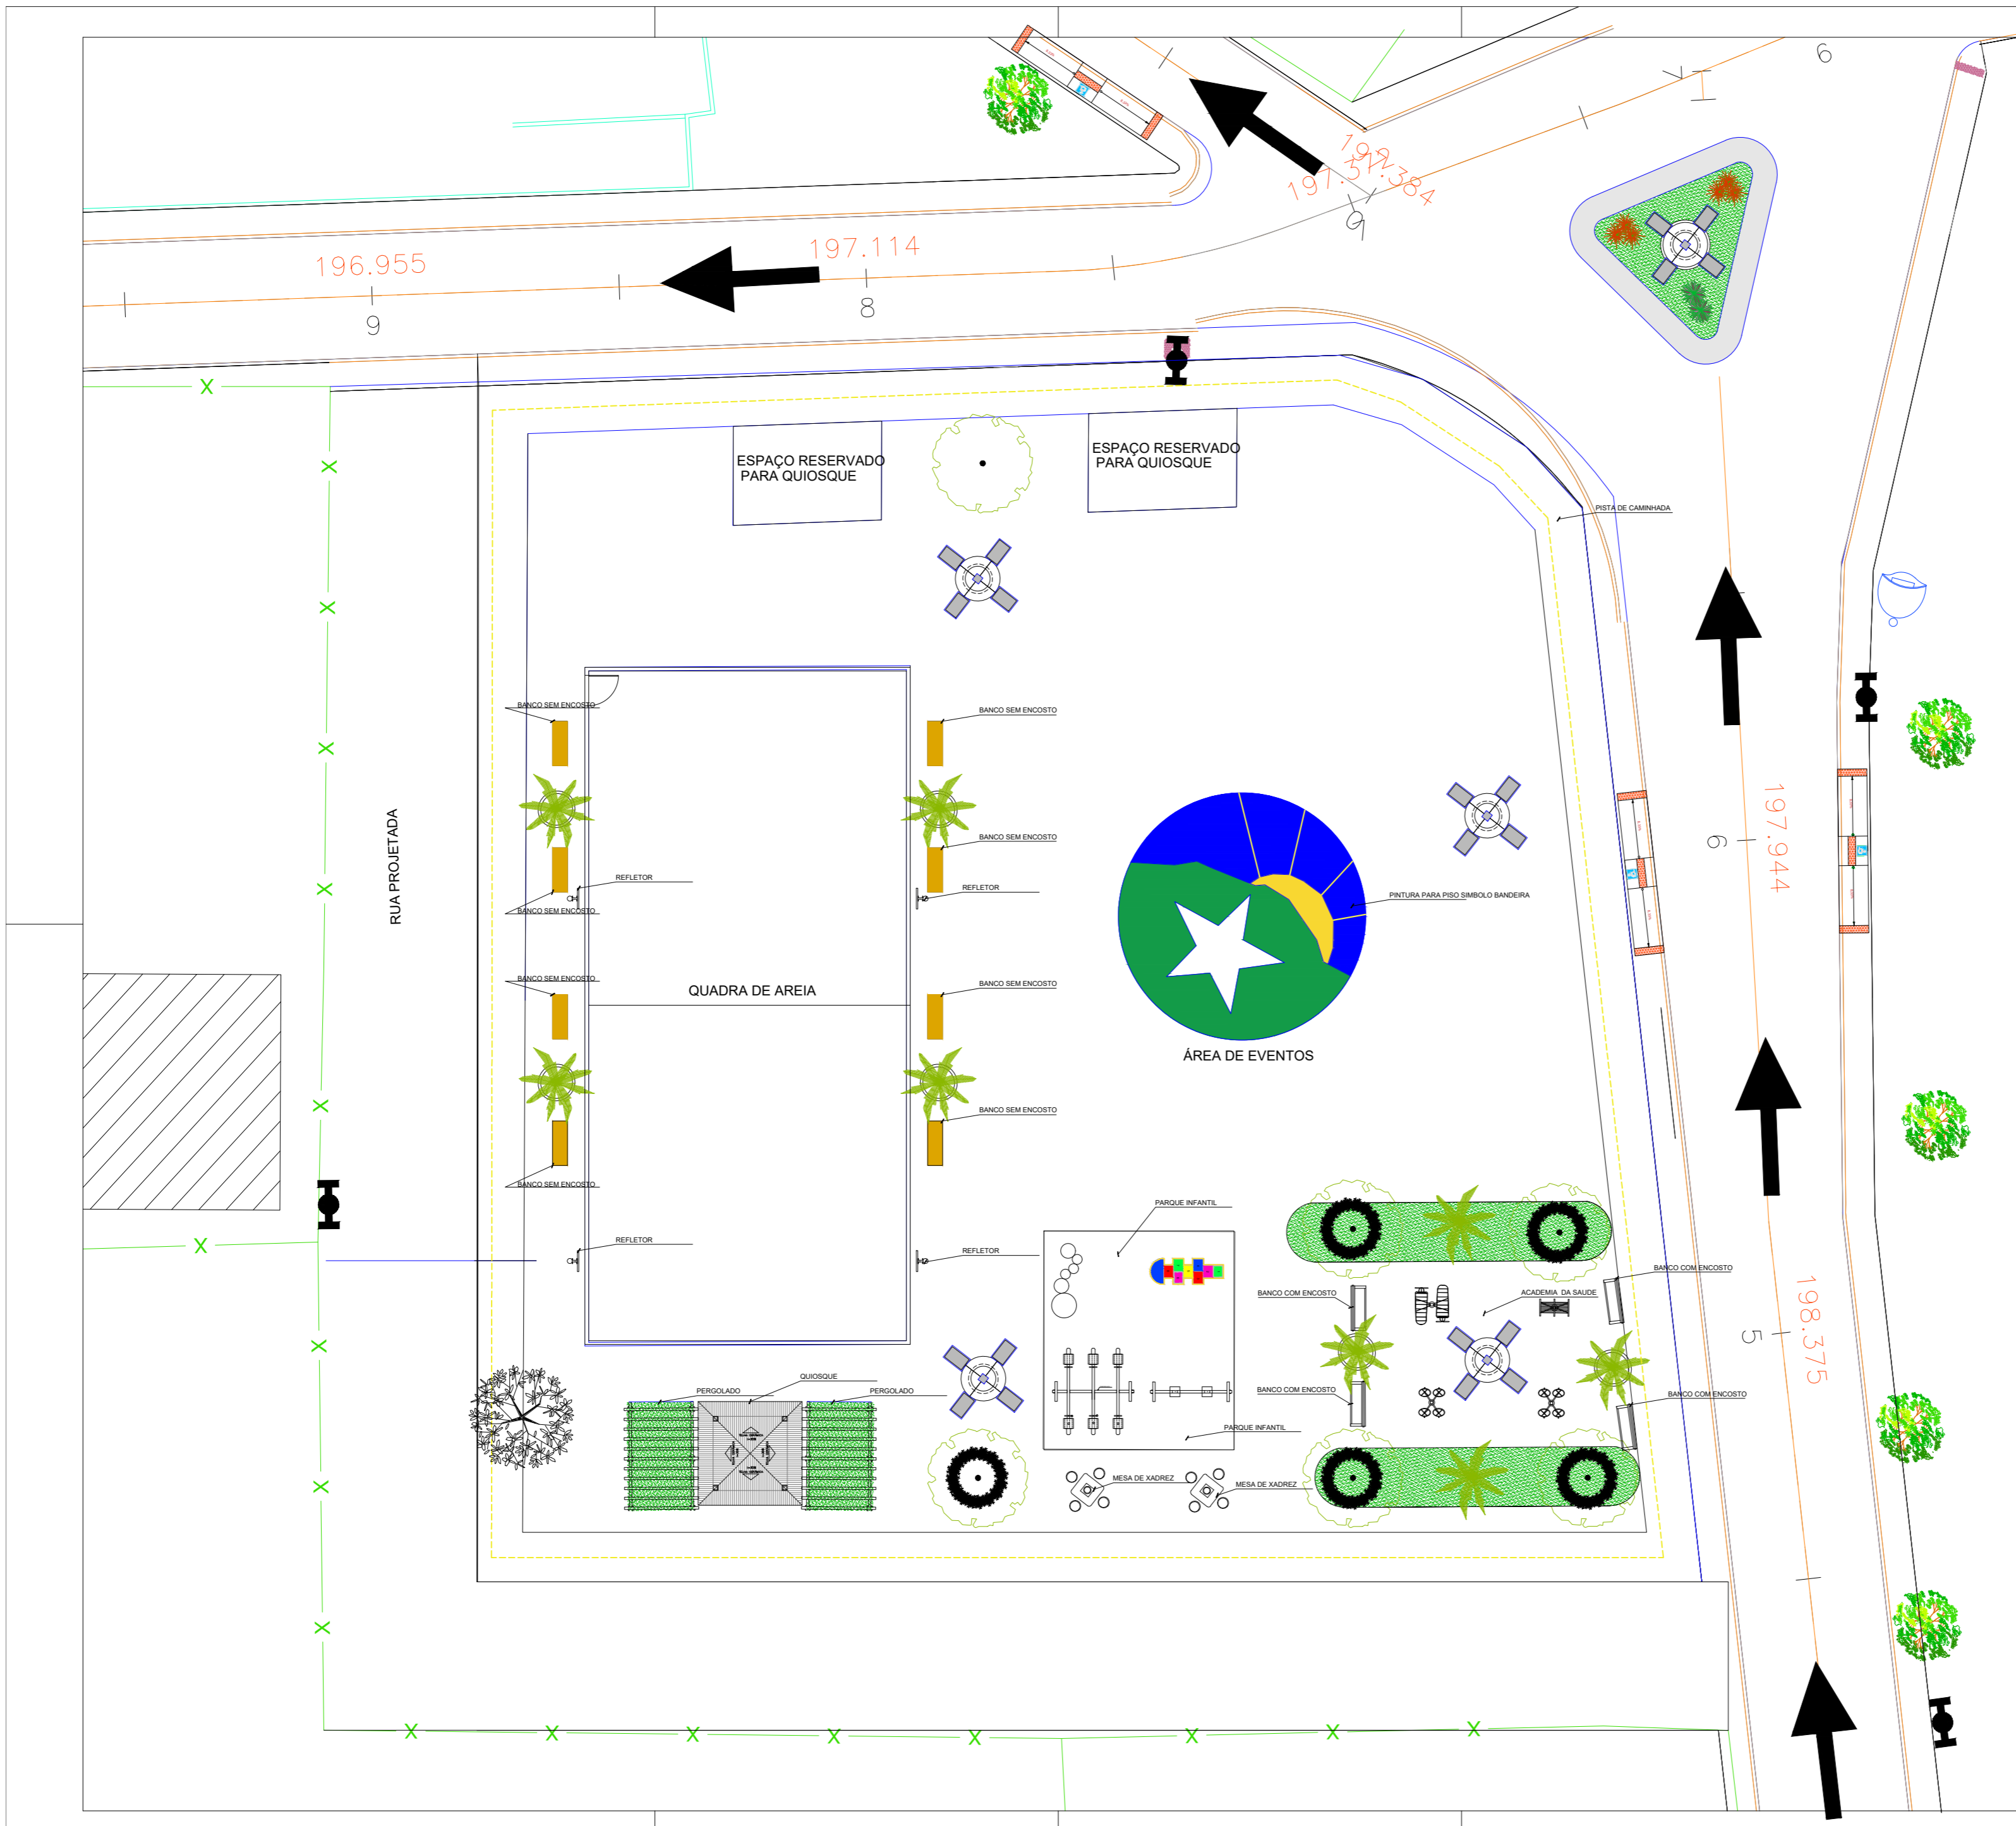 197.384
196.955
197.114
9
8
7
6
ESPAÇO RESERVADO
PARA QUIOSQUE
ESPAÇO RESERVADO
PARA QUIOSQUE
PISTA DE CAMINHADA
BANCO SEM ENCOSTO
BANCO SEM ENCOSTO
RUA PROJETADA
BANCO SEM ENCOSTO
REFLETOR
REFLETOR
BANCO SEM ENCOSTO
PINTURA PARA PISO SIMBOLO BANDEIRA
197.944
6
BANCO SEM ENCOSTO
BANCO SEM ENCOSTO
QUADRA DE AREIA
ÁREA DE EVENTOS
BANCO SEM ENCOSTO
BANCO SEM ENCOSTO
PARQUE INFANTIL
REFLETOR
REFLETOR
BANCO COM ENCOSTO
BANCO COM ENCOSTO
ACADEMIA DA SAUDE
198.375
5
QUIOSQUE
PERGOLADO
PERGOLADO
BANCO COM ENCOSTO
BANCO COM ENCOSTO
PARQUE INFANTIL
MESA DE XADREZ
MESA DE XADREZ